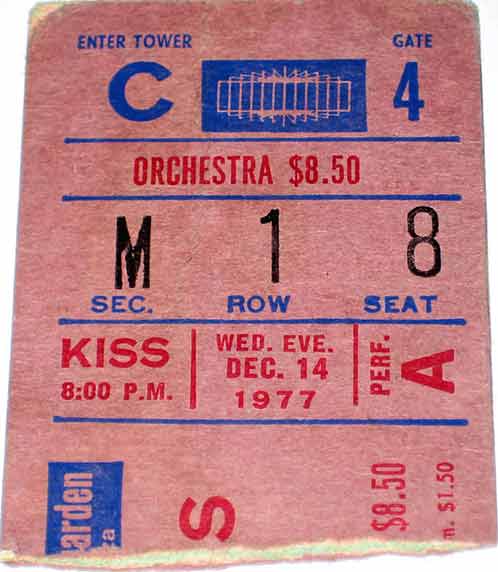 ENTER TOWER GATE
C 4
ORCHESTRA $8.50
M 1 8
SEC. ROW SEAT
KISS
8:00 P.M.
WED. EVE.
DEC. 14
1977
PERF.
A
arden
za
S
$8.50
m. $1.50